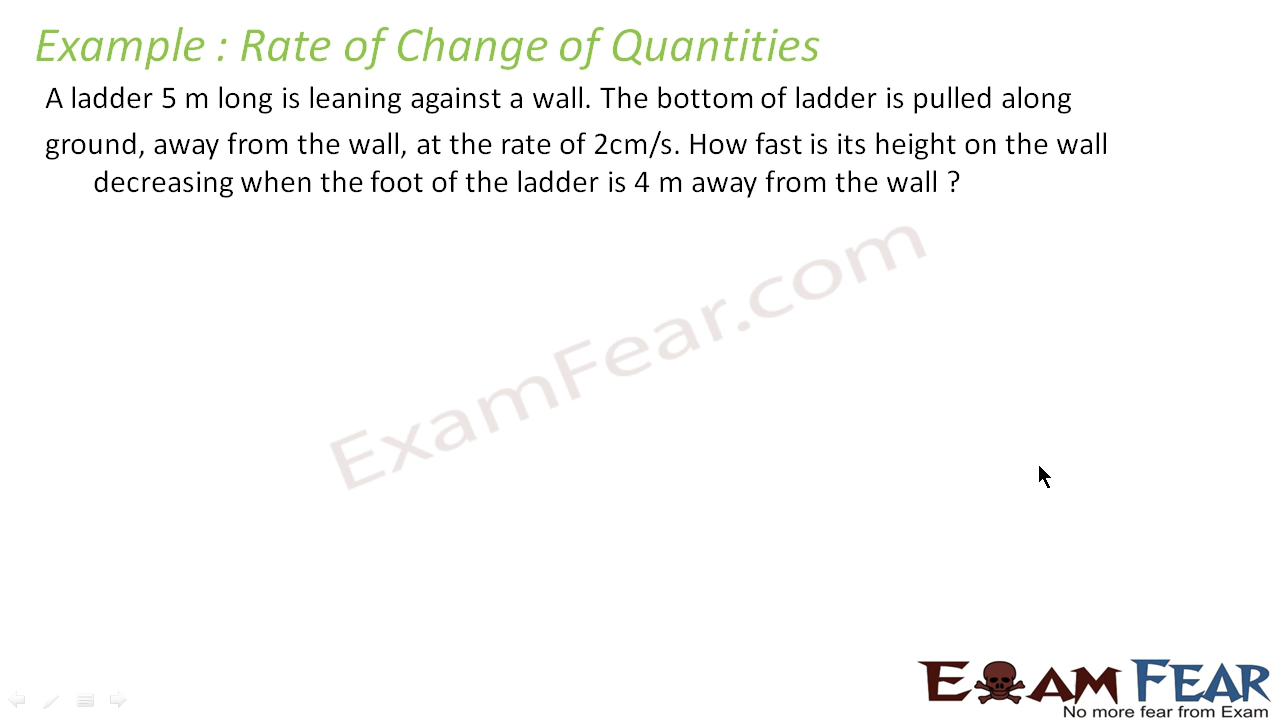 Example : Rate of Change of Quantities
A ladder 5 m long is leaning against a wall. The bottom of ladder is pulled along
ground, away from the wall, at the rate of 2cm/s. How fast is its height on the wall
decreasing when the foot of the ladder is 4 m away from the wall ?
ExamFear.com
EXAM FEAR
No more fear from Exam